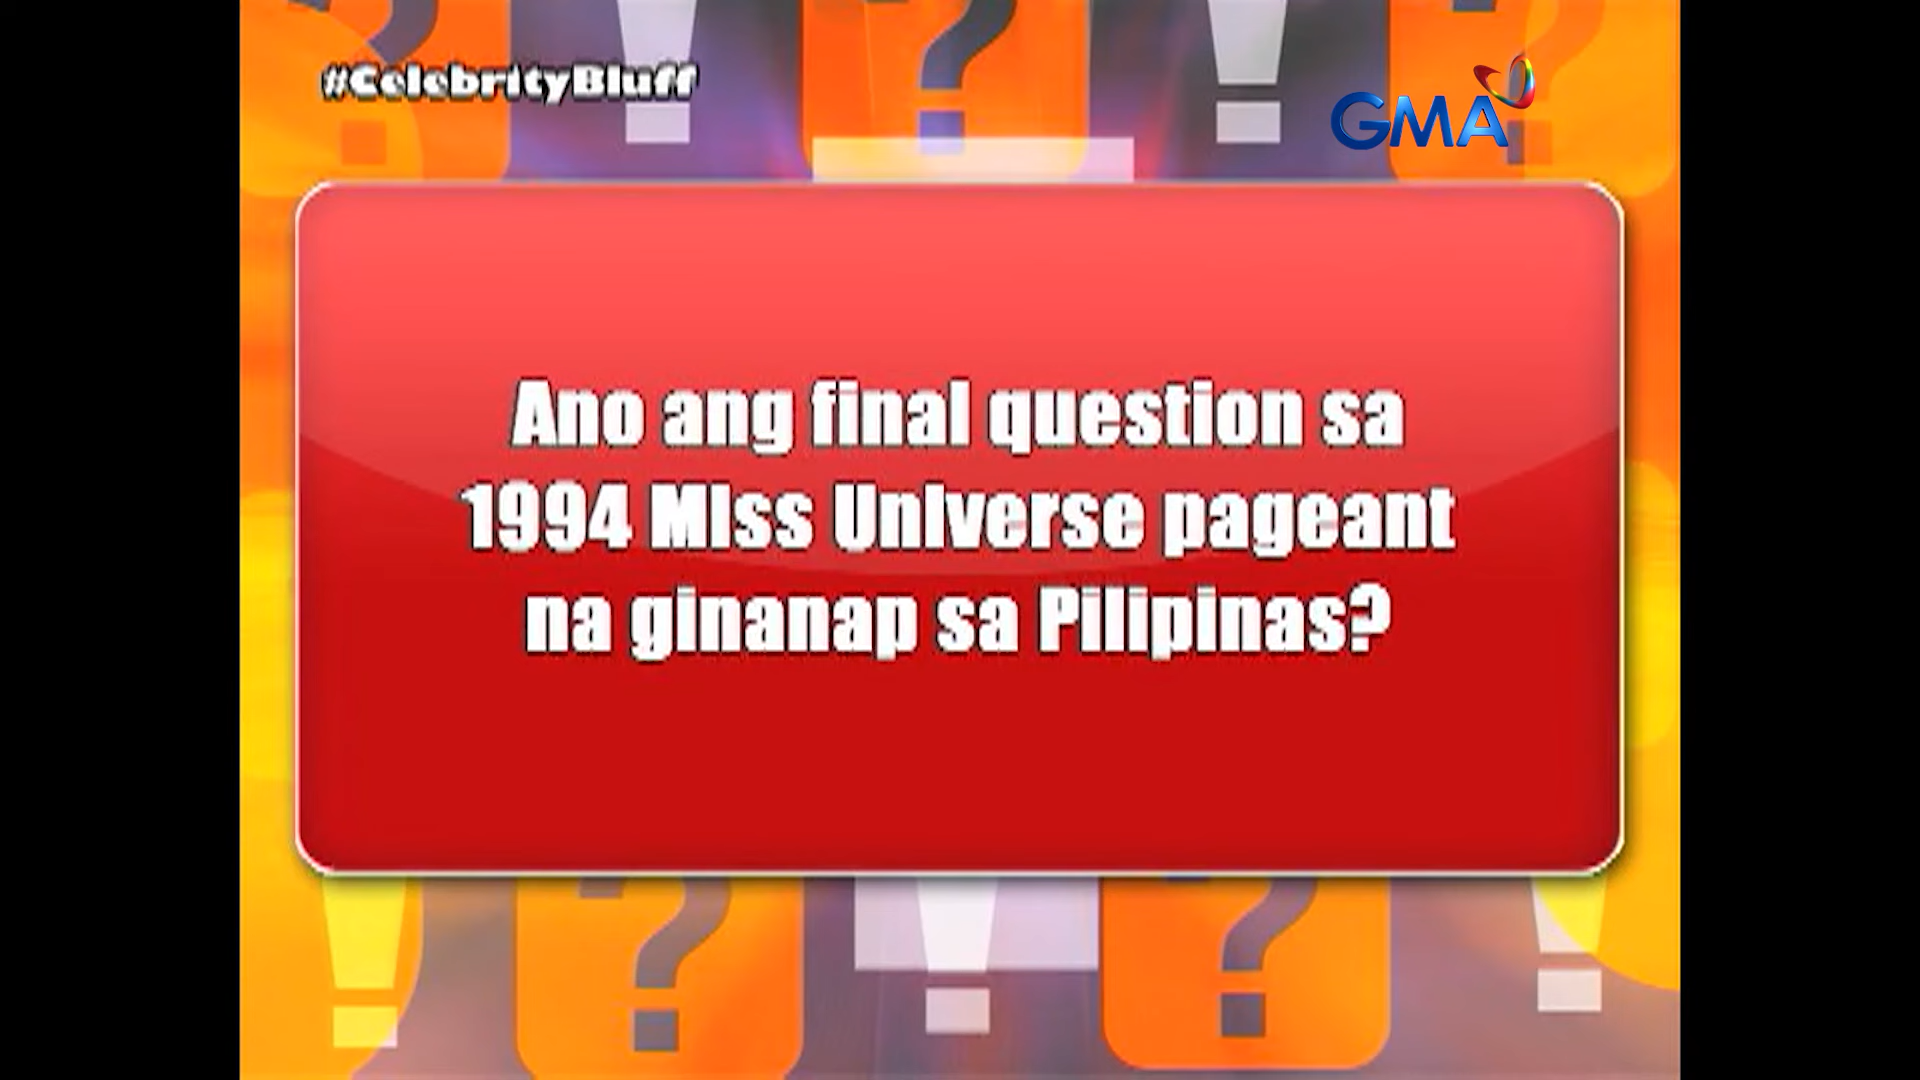 #CelebrityBluff
GMA
Ano ang final question sa
1994 MIss UnIverse pageant
na ginanap sa Pilipinas?